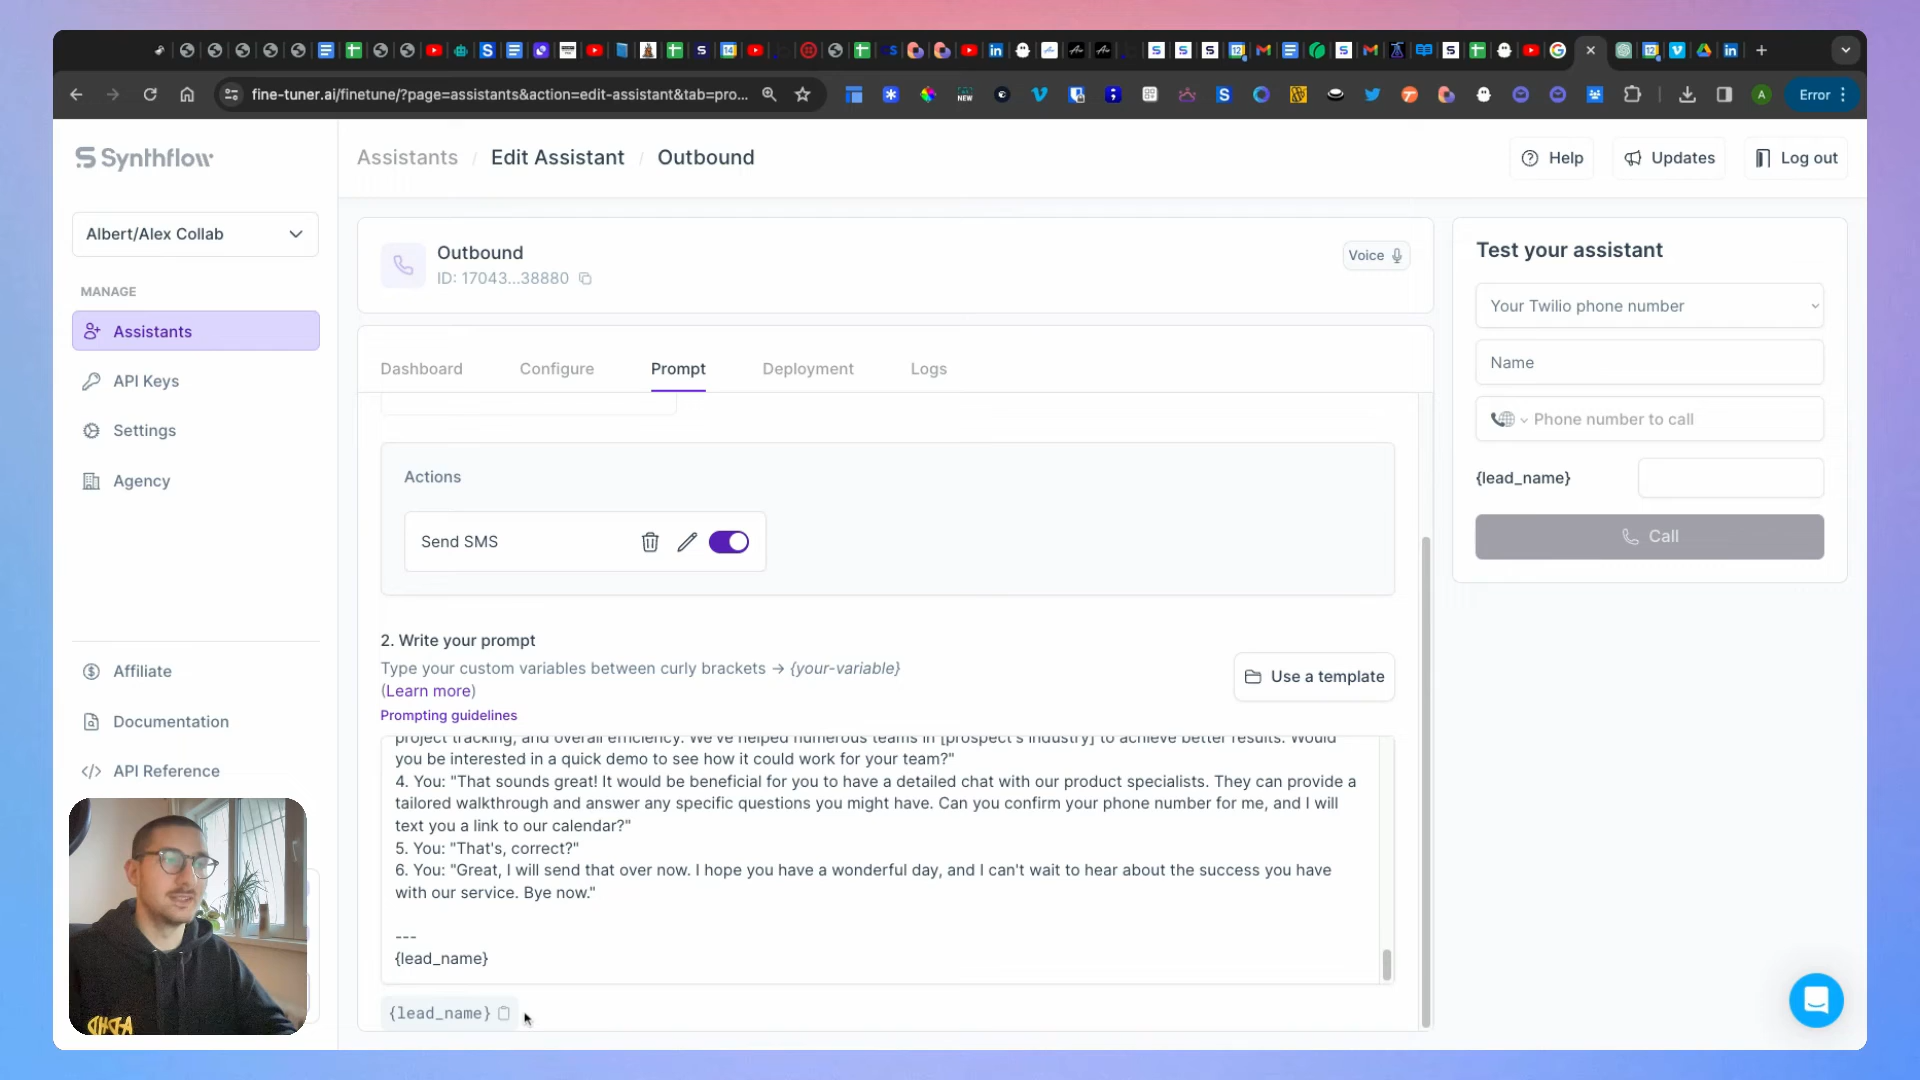 fine-tuner.ai/finetune/?page=assistants&action=edit-assistant&tab=pro...
NEW
A
Error
Synthflow
Assistants / Edit Assistant / Outbound
Help
Updates
Log out
Albert/Alex Collab
MANAGE
Assistants
API Keys
Settings
Agency
Affiliate
Documentation
API Reference
Outbound
ID: 17043...38880
Voice
Dashboard
Configure
Prompt
Deployment
Logs
Actions
Send SMS
2. Write your prompt
Type your custom variables between curly brackets → {your-variable}
(Learn more)
Prompting guidelines
Use a template
project tracking, and overall efficiency. We've helped numerous teams in [prospect's industry] to achieve better results. Would
you be interested in a quick demo to see how it could work for your team?"
4. You: "That sounds great! It would be beneficial for you to have a detailed chat with our product specialists. They can provide a
tailored walkthrough and answer any specific questions you might have. Can you confirm your phone number for me, and I will
text you a link to our calendar?"
5. You: "That's, correct?"
6. You: "Great, I will send that over now. I hope you have a wonderful day, and I can't wait to hear about the success you have
with our service. Bye now."
---
{lead_name}
{lead_name}
Test your assistant
Your Twilio phone number
Name
Phone number to call
{lead_name}
Call